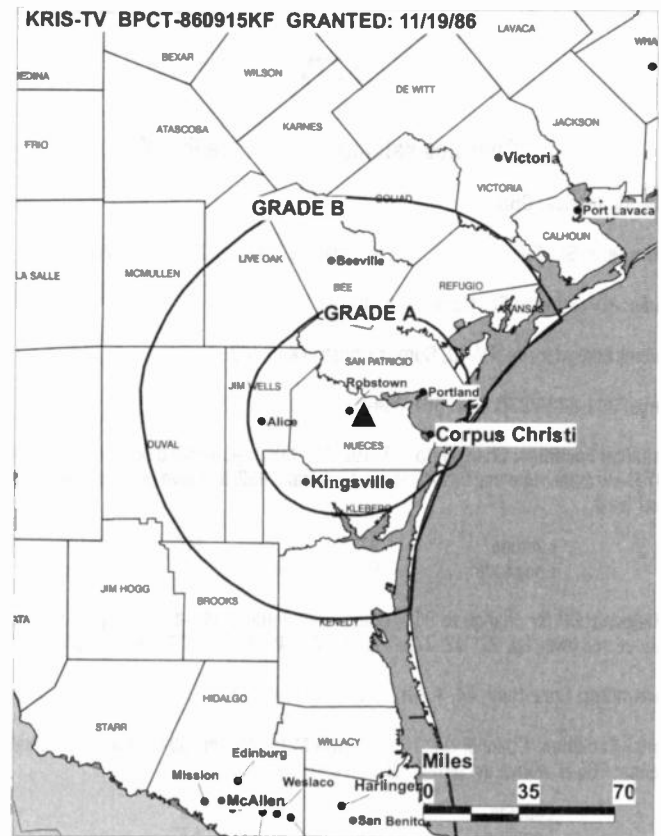 KRIS-TV BPCT-860915KF GRANTED: 11/19/86
LAVACA
BEXAR
WILSON
DE WITT
JACKSON
ATASCOSA
KARNES
FRIO
Victoria
VICTORIA
GOLIAD
GRADE B
Port Lavaca
CALHOUN
LA SALLE
MCMULLEN
LIVE OAK
Beeville
BEE
REFUGIO
ARANSAS
GRADE A
SAN PATRICIO
JIM WELLS
Robstown
Portland
Alice
Corpus Christi
DUVAL
NUECES
Kingsville
KLEBERG
JIM HOGG
BROOKS
KENEDY
HIDALGO
STARR
WILLACY
Edinburg
Mission
Weslaco
Harlingen
McAllen
San Benito
Miles
0 35 70